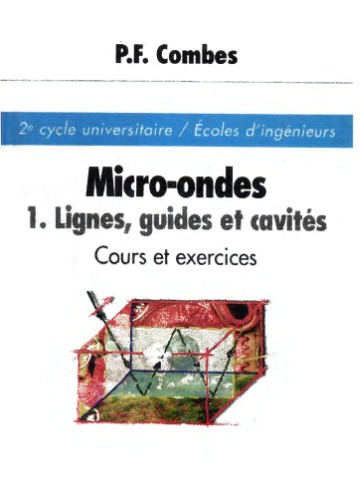 P.F. Combes
2e cycle universitaire / Écoles d'ingénieurs
Micro-ondes
1. Lignes, guides et cavités
Cours et exercices